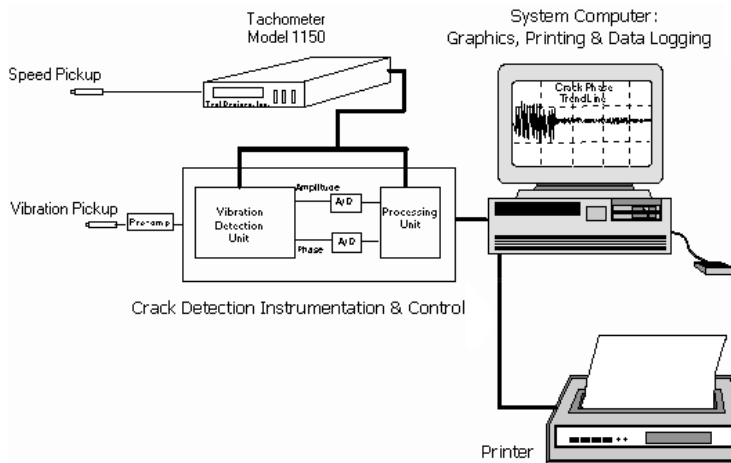 Tachometer
Model 1150
System Computer:
Graphics, Printing & Data Logging
Speed Pickup
Crack Phase
TrendLine
Vibration Pickup
Pre-amp
Vibration
Detection
Unit
Amplitude
A/D
Phase
A/D
Processing
Unit
Crack Detection Instrumentation & Control
Printer